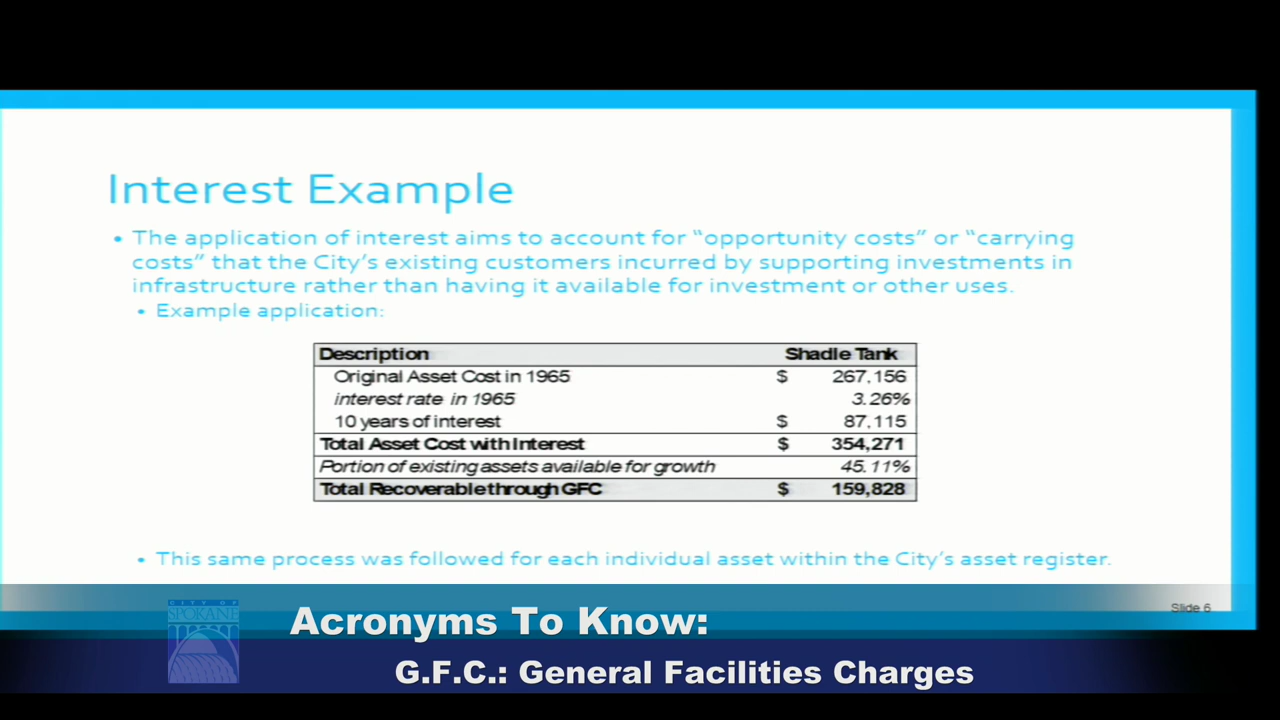 Interest Example
• The application of interest aims to account for “opportunity costs” or “carrying
costs” that the City’s existing customers incurred by supporting investments in
infrastructure rather than having it available for investment or other uses.
• Example application:
Description Shadle Tank
Original Asset Cost in 1965 $ 267,156
interest rate in 1965 3.26%
10 years of interest $ 87,115
Total Asset Cost with Interest $ 354,271
Portion of existing assets available for growth 45.11%
Total Recoverable through GFC $ 159,828
• This same process was followed for each individual asset within the City’s asset register.
Slide 6
CITY OF
SPOKANE
Acronyms To Know:
G.F.C.: General Facilities Charges